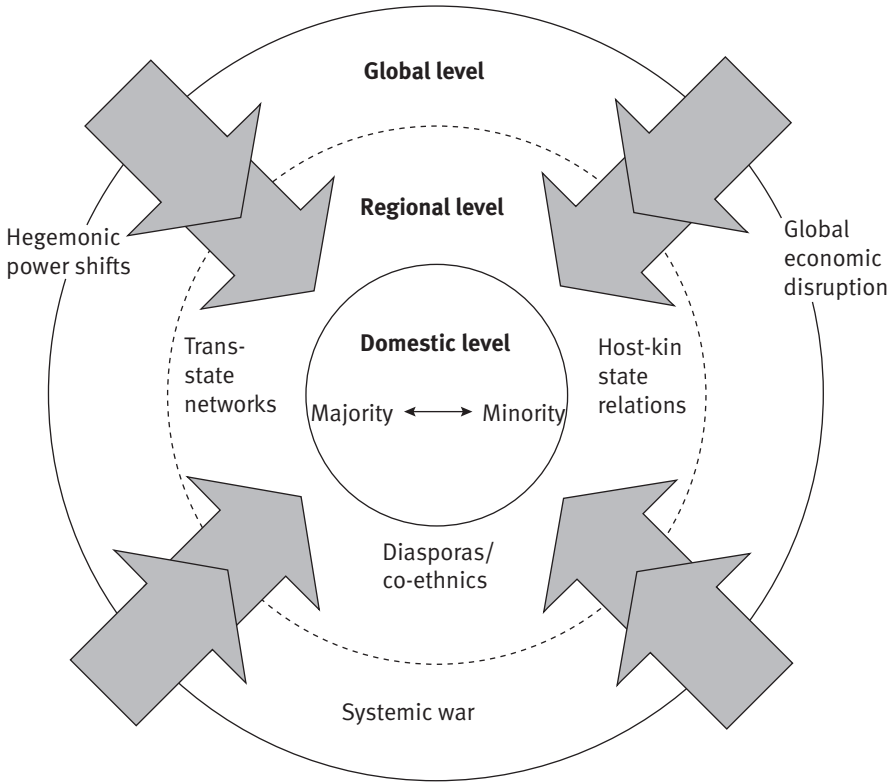 Global level
Regional level
Hegemonic
power shifts
Global
economic
disruption
Trans-
state
networks
Domestic level
Majority Minority
Host-kin
state
relations
Diasporas/
co-ethnics
Systemic war